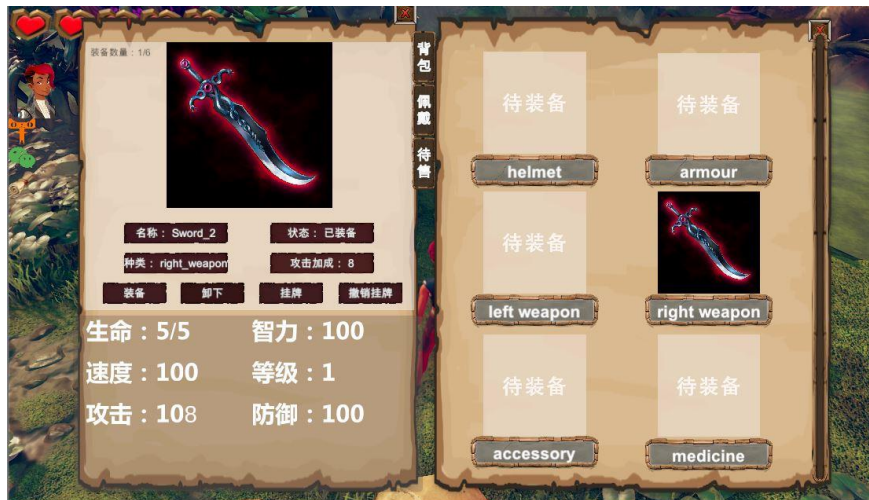 装备数量：1/6
背包
佩戴
待售
名称：Sword_2
状态：已装备
种类：right_weapon
攻击加成：8
装备
卸下
挂牌
撤销挂牌
生命：5/5
智力：100
速度：100
等级：1
攻击：108
防御：100
待装备
待装备
helmet
armour
待装备
left weapon
right weapon
待装备
待装备
accessory
medicine